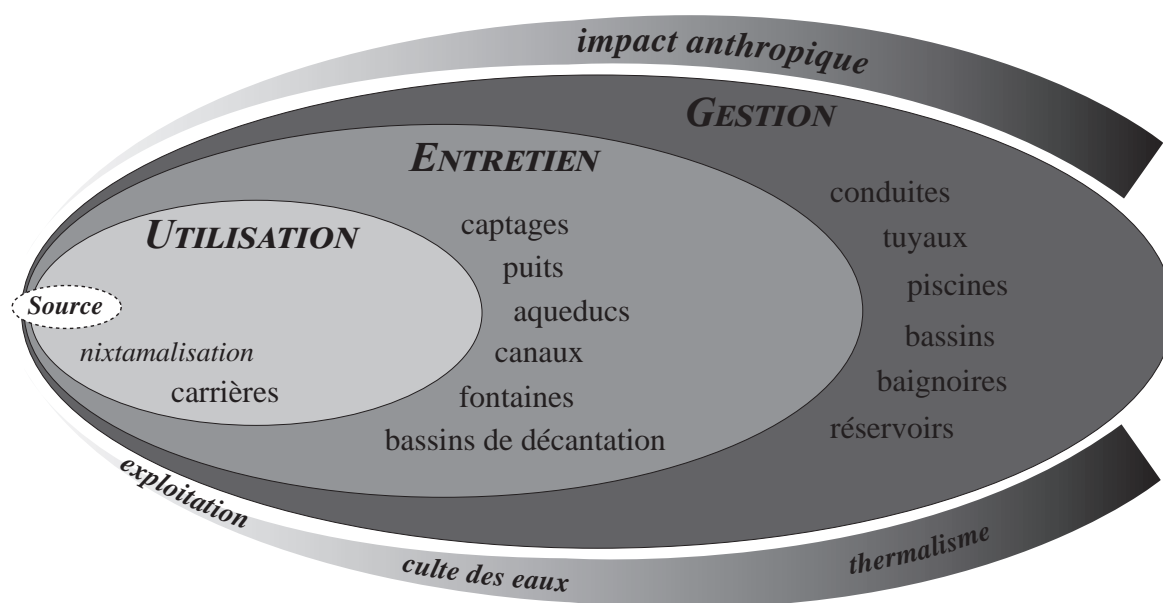 impact anthropique
GESTION
ENTRETIEN
UTILISATION
Source
nixtamalisation
carrières
captages
puits
aqueducs
canaux
fontaines
bassins de décantation
conduites
tuyaux
piscines
bassins
baignoires
réservoirs
exploitation
culte des eaux
thermalisme